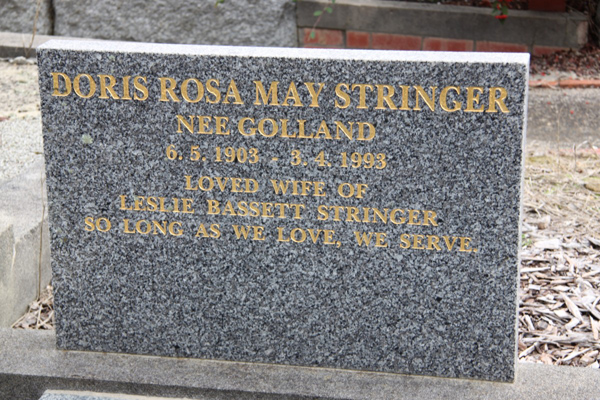 DORIS ROSA MAY STRINGER
NEE GOLLAND
6. 5. 1903 - 3. 4. 1993
LOVED WIFE OF
LESLIE BASSETT STRINGER
SO LONG AS WE LOVE, WE SERVE.